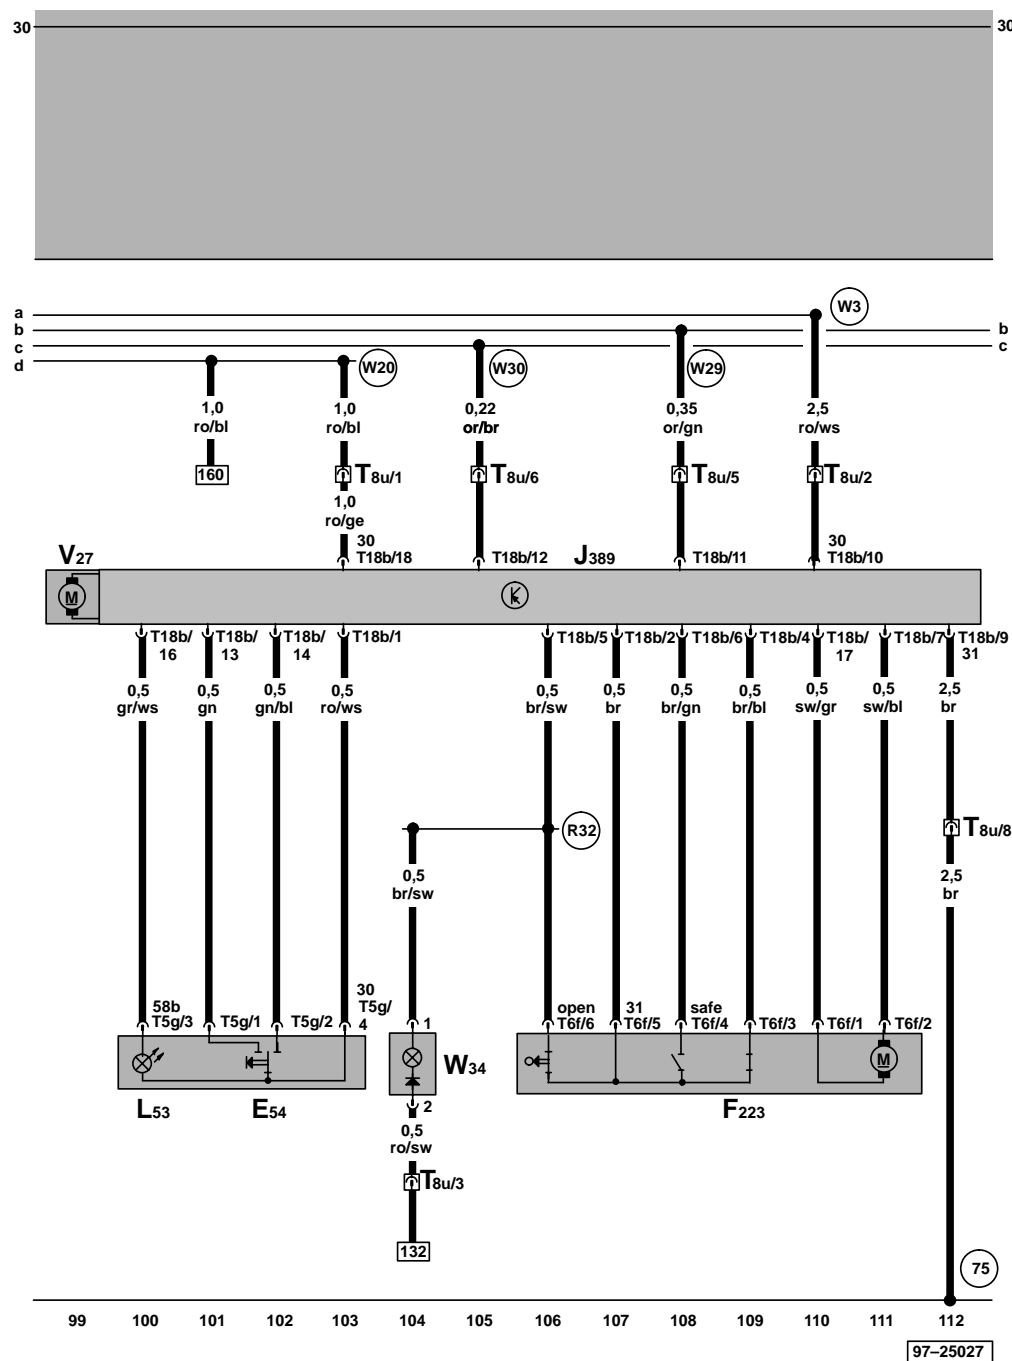 30 30
a W3
b b
c c
d W20 W30 W29
1,0 1,0 0,22 0,35 2,5
ro/bl ro/bl or/br or/gn ro/ws
160 T8u/1 T8u/6 T8u/5 T8u/2
1,0
ro/ge
30 30
V27 T18b/18 T18b/12 J389 T18b/11 T18b/10
M
T18b/ T18b/ T18b/ T18b/1 T18b/5 T18b/2 T18b/6 T18b/4 T18b/ T18b/7 T18b/9
16 13 14 17 31
0,5 0,5 0,5 0,5 0,5 0,5 0,5 0,5 0,5 0,5 2,5
gr/ws gn gn/bl ro/ws br/sw br br/gn br/bl sw/gr sw/bl br
R32 T8u/8
0,5 2,5
br/sw br
30
58b T5g/ open 31 safe
T5g/3 T5g/1 T5g/2 4 1 T6f/6 T6f/5 T6f/4 T6f/3 T6f/1 T6f/2
W34 M
L53 E54 2 F223
0,5
ro/sw
T8u/3
132
75
99 100 101 102 103 104 105 106 107 108 109 110 111 112
97–25027